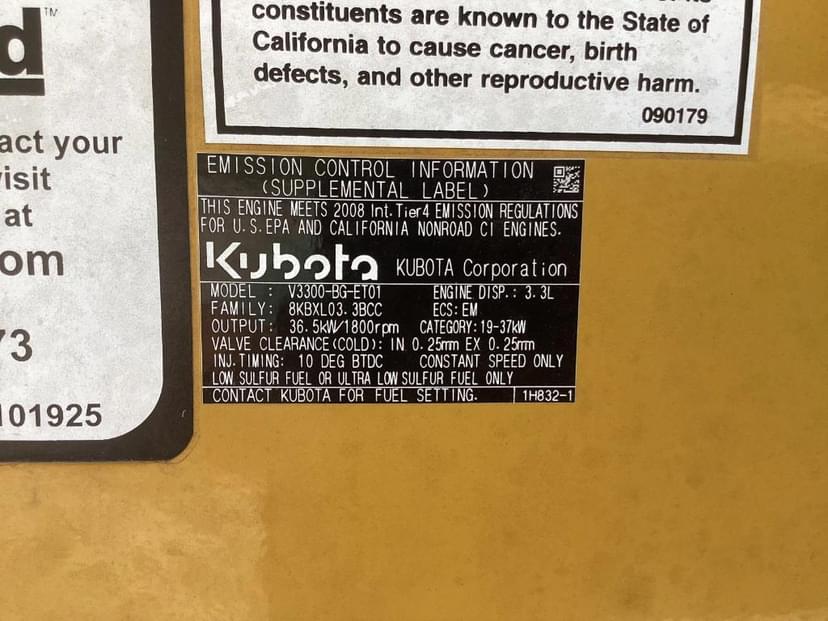 d
TM
act your
visit
at
om
73
101925
constituents are known to the State of
California to cause cancer, birth
defects, and other reproductive harm.
090179
EMISSION CONTROL INFORMATION
(SUPPLEMENTAL LABEL)
THIS ENGINE MEETS 2008 Int.Tier4 EMISSION REGULATIONS
FOR U.S.EPA AND CALIFORNIA NONROAD CI ENGINES.
Kubota KUBOTA Corporation
MODEL : V3300-BG-ET01 ENGINE DISP.: 3.3L
FAMILY: 8KBXL03.3BCC ECS:EM
OUTPUT: 36.5kW/1800rpm CATEGORY:19-37kW
VALVE CLEARANCE(COLD): IN 0.25mm EX 0.25mm
INJ.TIMING: 10 DEG BTDC CONSTANT SPEED ONLY
LOW SULFUR FUEL OR ULTRA LOW SULFUR FUEL ONLY
CONTACT KUBOTA FOR FUEL SETTING. 1H832-1